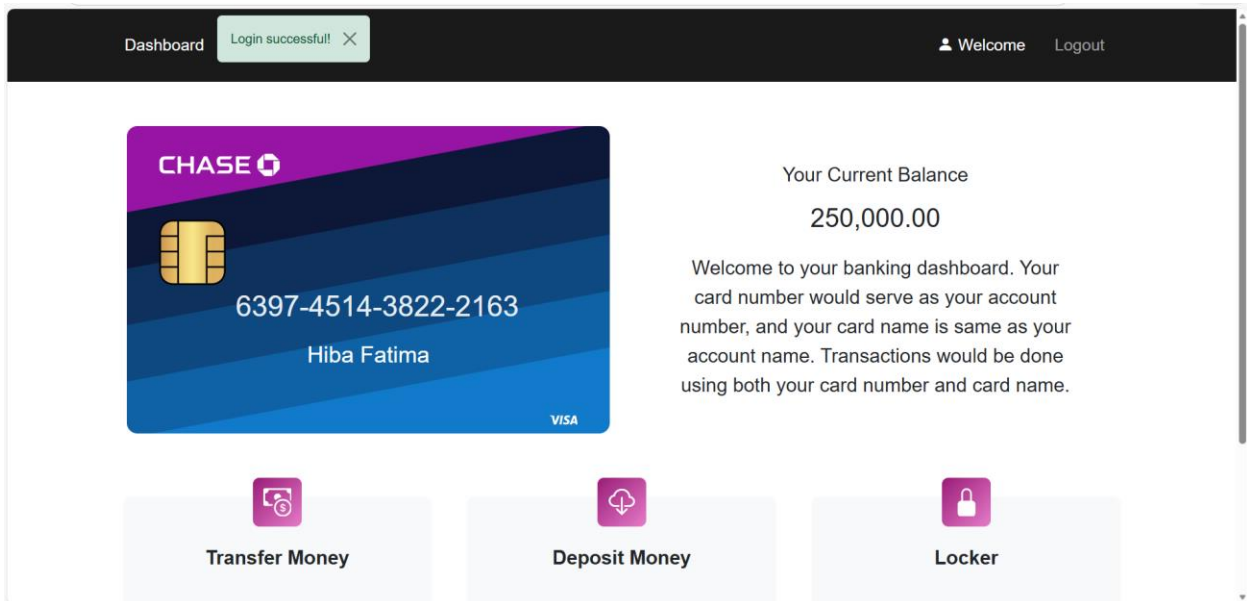 Dashboard
Login successful!
Welcome
Logout
CHASE
6397-4514-3822-2163
Hiba Fatima
VISA
Your Current Balance
250,000.00
Welcome to your banking dashboard. Your
card number would serve as your account
number, and your card name is same as your
account name. Transactions would be done
using both your card number and card name.
Transfer Money
Deposit Money
Locker